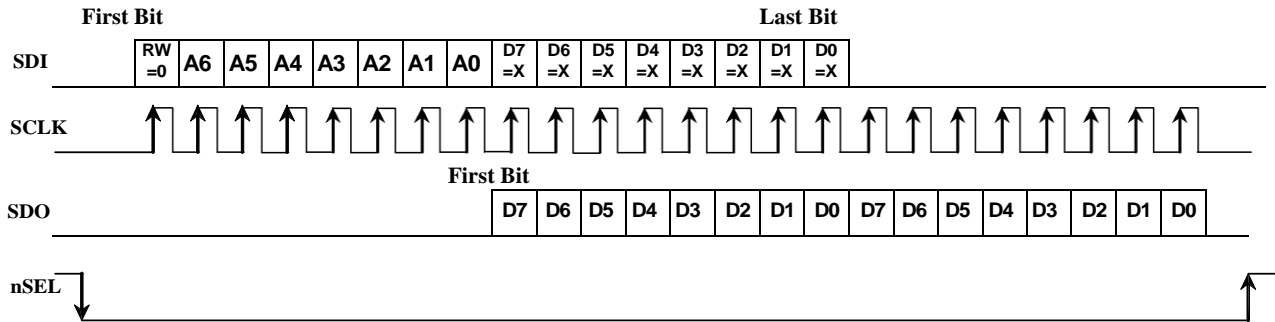 First Bit Last Bit
SDI RW =0 A6 A5 A4 A3 A2 A1 A0 D7 =X D6 =X D5 =X D4 =X D3 =X D2 =X D1 =X D0 =X
SCLK
First Bit
SDO D7 D6 D5 D4 D3 D2 D1 D0 D7 D6 D5 D4 D3 D2 D1 D0
nSEL